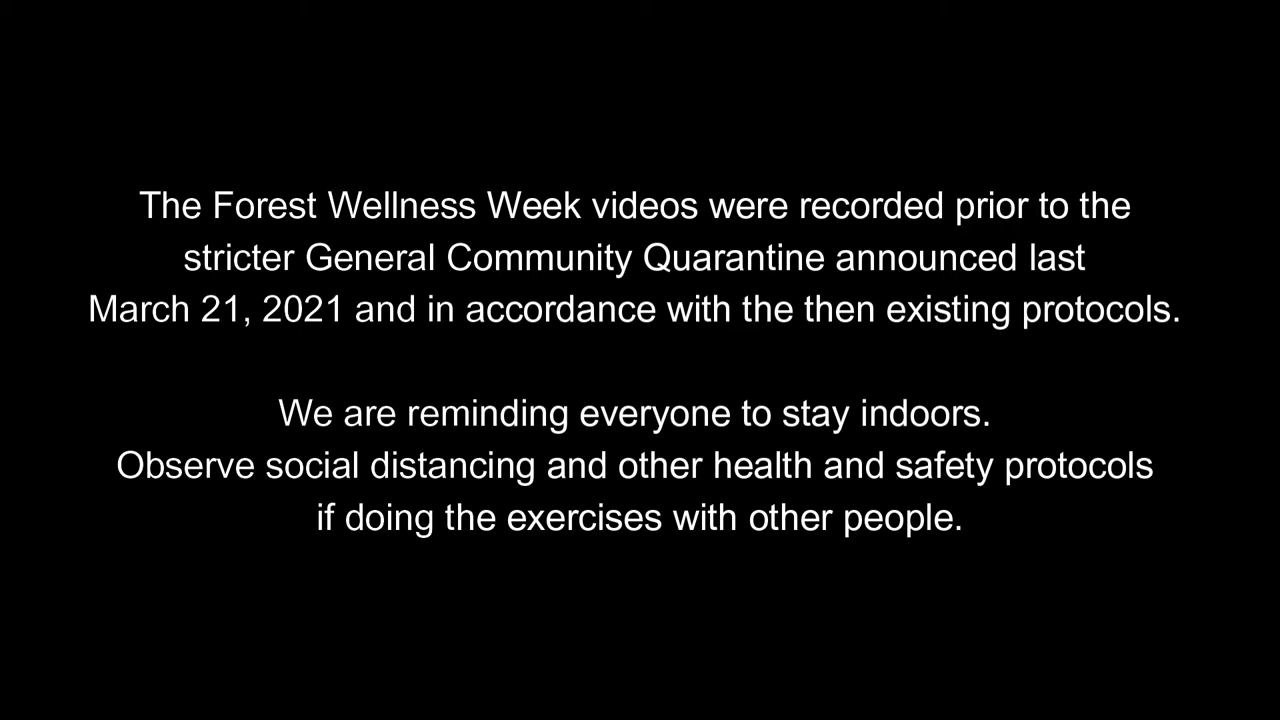 The Forest Wellness Week videos were recorded prior to the
stricter General Community Quarantine announced last
March 21, 2021 and in accordance with the then existing protocols.
We are reminding everyone to stay indoors.
Observe social distancing and other health and safety protocols
if doing the exercises with other people.